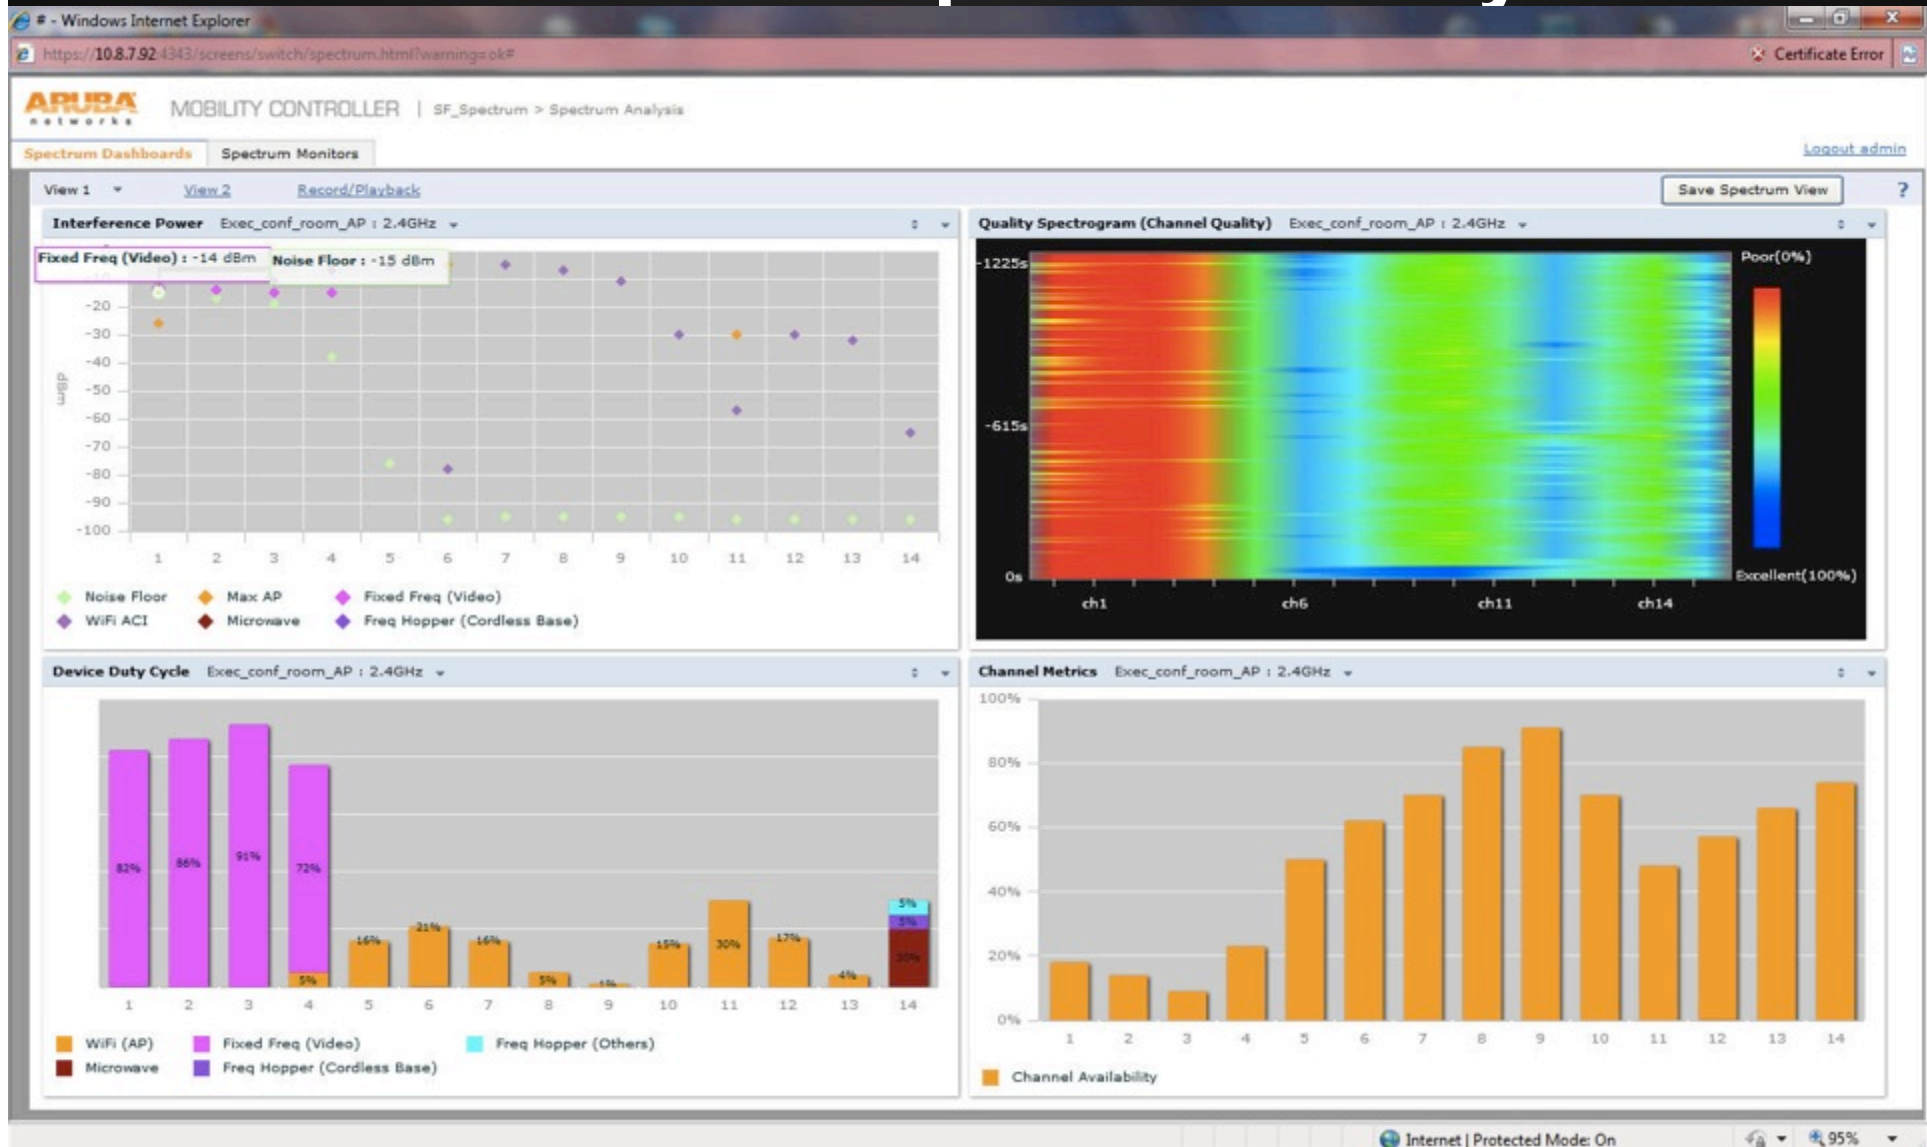 # - Windows Internet Explorer
https://10.8.7.92:4343/screens/switch/spectrum.html?warning=ok#
Certificate Error
ARUBA
networks
MOBILITY CONTROLLER | SF_Spectrum > Spectrum Analysis
Spectrum Dashboards
Spectrum Monitors
Logout admin
View 1
View 2
Record/Playback
Save Spectrum View
?
Interference Power Exec_conf_room_AP : 2.4GHz
Fixed Freq (Video) : -14 dBm
Noise Floor : -15 dBm
-10
-20
-30
-40
-50
-60
-70
-80
-90
-100
dBm
1 2 3 4 5 6 7 8 9 10 11 12 13 14
Noise Floor Max AP Fixed Freq (Video)
WiFi ACI Microwave Freq Hopper (Cordless Base)
Quality Spectrogram (Channel Quality) Exec_conf_room_AP : 2.4GHz
-1225s
-615s
0s
ch1 ch6 ch11 ch14
Poor(0%)
Excellent(100%)
Device Duty Cycle Exec_conf_room_AP : 2.4GHz
82% 86% 91% 72%
5%
16% 21% 16% 5% 1% 15% 30% 17% 4%
5%
5%
20%
1 2 3 4 5 6 7 8 9 10 11 12 13 14
WiFi (AP) Fixed Freq (Video) Freq Hopper (Others)
Microwave Freq Hopper (Cordless Base)
Channel Metrics Exec_conf_room_AP : 2.4GHz
100%
80%
60%
40%
20%
0%
1 2 3 4 5 6 7 8 9 10 11 12 13 14
Channel Availability
Internet | Protected Mode: On
95%